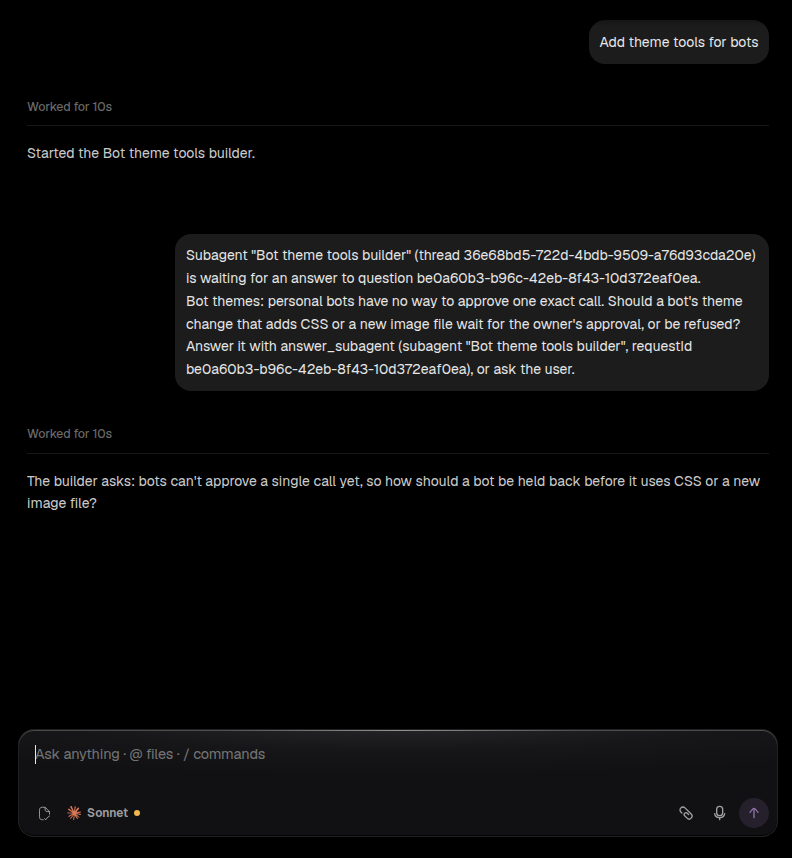 Add theme tools for bots
Worked for 10s
Started the Bot theme tools builder.
Subagent "Bot theme tools builder" (thread 36e68bd5-722d-4bdb-9509-a76d93cda20e)
is waiting for an answer to question be0a60b3-b96c-42eb-8f43-10d372eaf0ea.
Bot themes: personal bots have no way to approve one exact call. Should a bot's theme
change that adds CSS or a new image file wait for the owner's approval, or be refused?
Answer it with answer_subagent (subagent "Bot theme tools builder", requestId
be0a60b3-b96c-42eb-8f43-10d372eaf0ea), or ask the user.
Worked for 10s
The builder asks: bots can't approve a single call yet, so how should a bot be held back before it uses CSS or a new
image file?
Ask anything · @ files · / commands
Sonnet